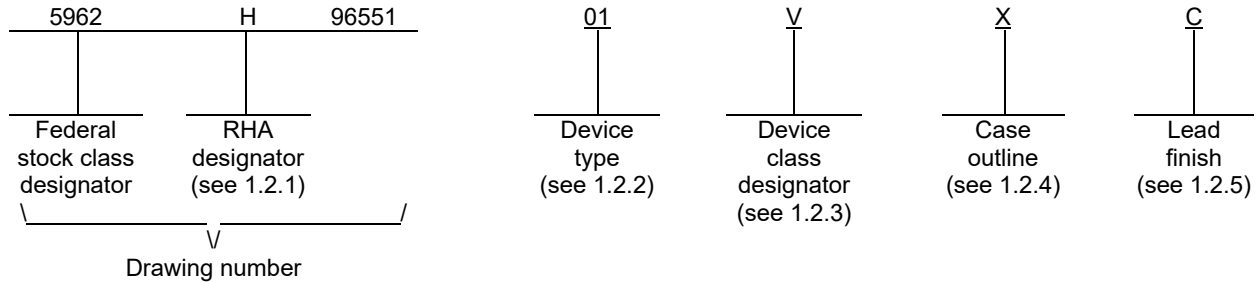 5962 H 96551 01 V X C
Federal stock class designator
RHA designator (see 1.2.1)
Device type (see 1.2.2)
Device class designator (see 1.2.3)
Case outline (see 1.2.4)
Lead finish (see 1.2.5)
Drawing number